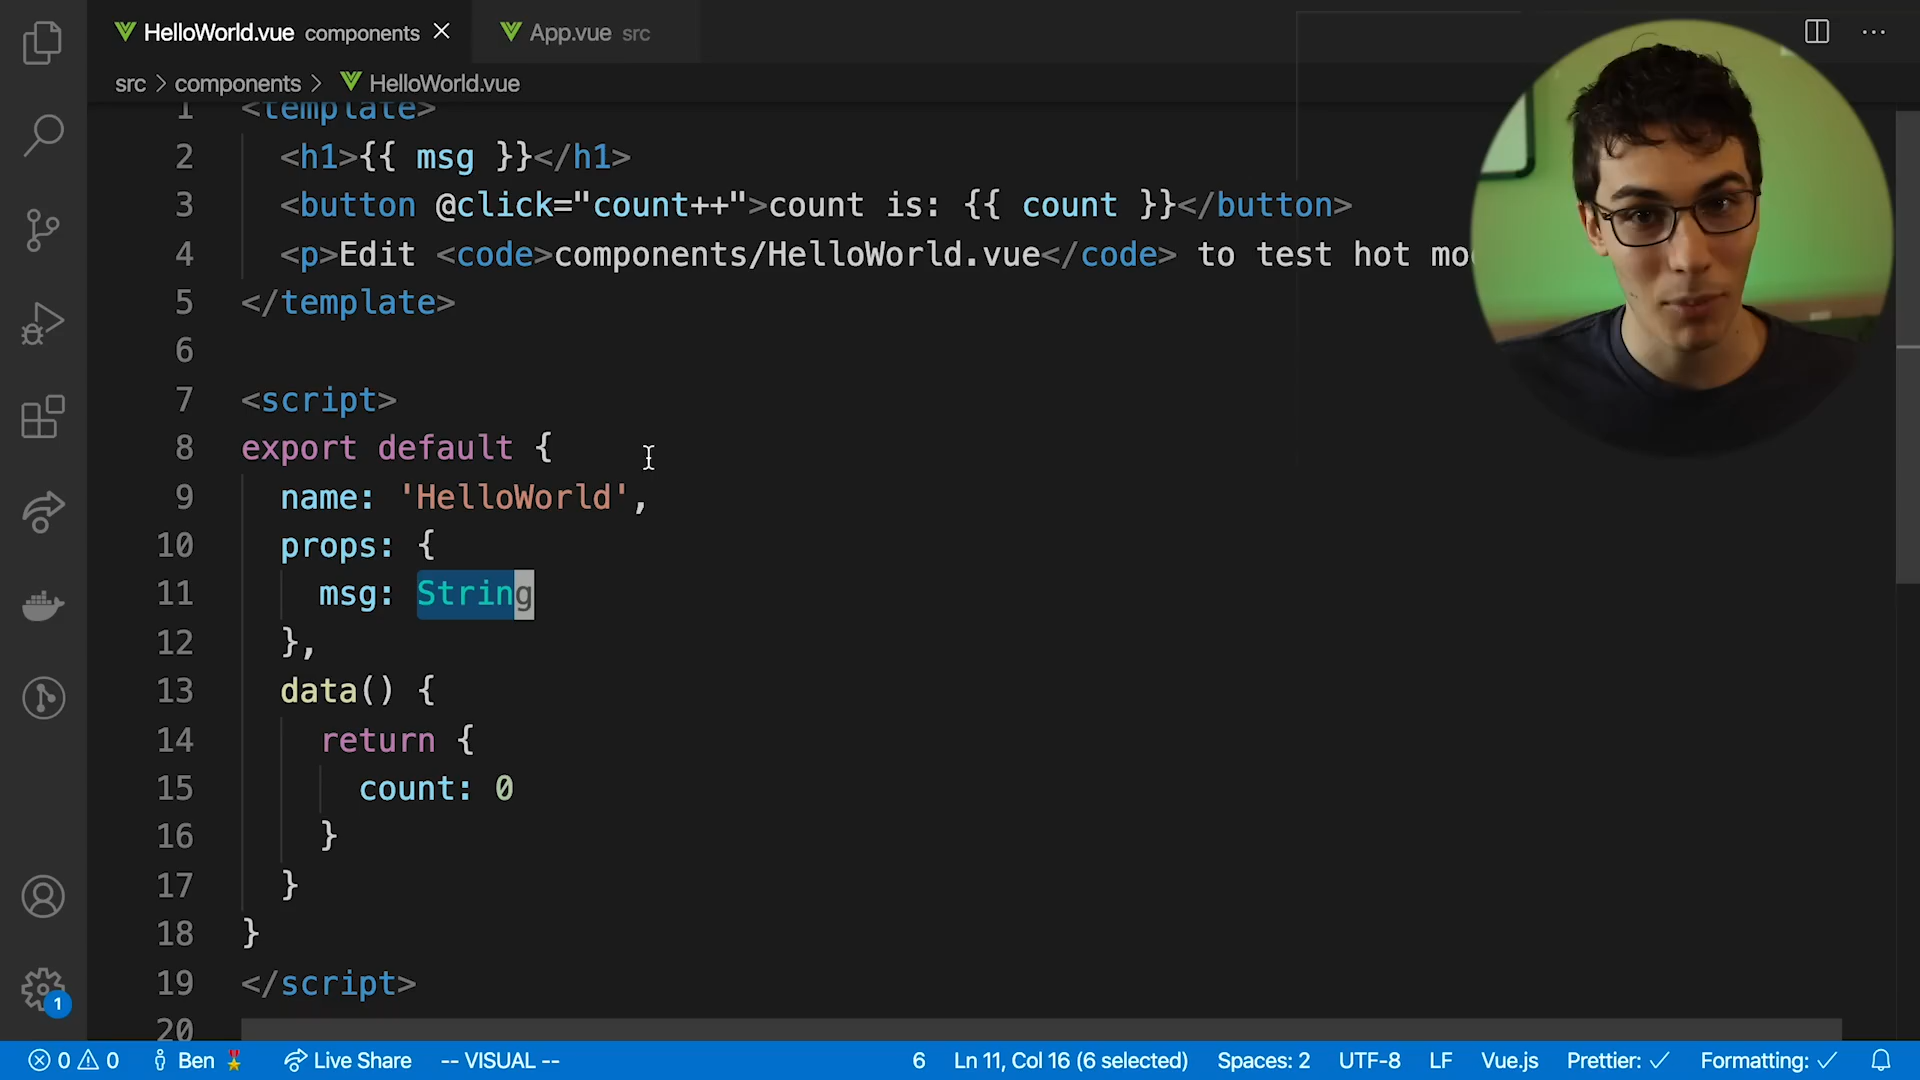 HelloWorld.vue components
App.vue src
src > components > HelloWorld.vue
1 <template>
2 <h1>{{ msg }}</h1>
3 <button @click="count++">count is: {{ count }}</button>
4 <p>Edit <code>components/HelloWorld.vue</code> to test hot mo
5 </template>
6
7 <script>
8 export default {
9 name: 'HelloWorld',
10 props: {
11 msg: String
12 },
13 data() {
14 return {
15 count: 0
16 }
17 }
18 }
19 </script>
20
1
0 0 Ben Live Share -- VISUAL -- 6 Ln 11, Col 16 (6 selected) Spaces: 2 UTF-8 LF Vue.js Prettier: ✓ Formatting: ✓